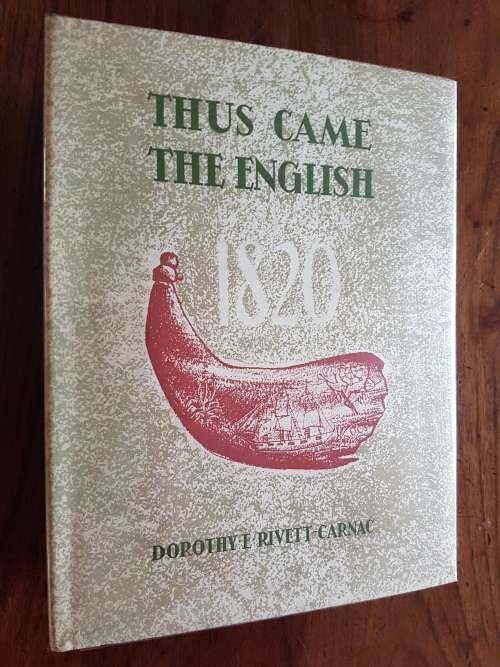 THUS CAME
THE ENGLISH
1820
DOROTHY E RIVETT-CARNAC